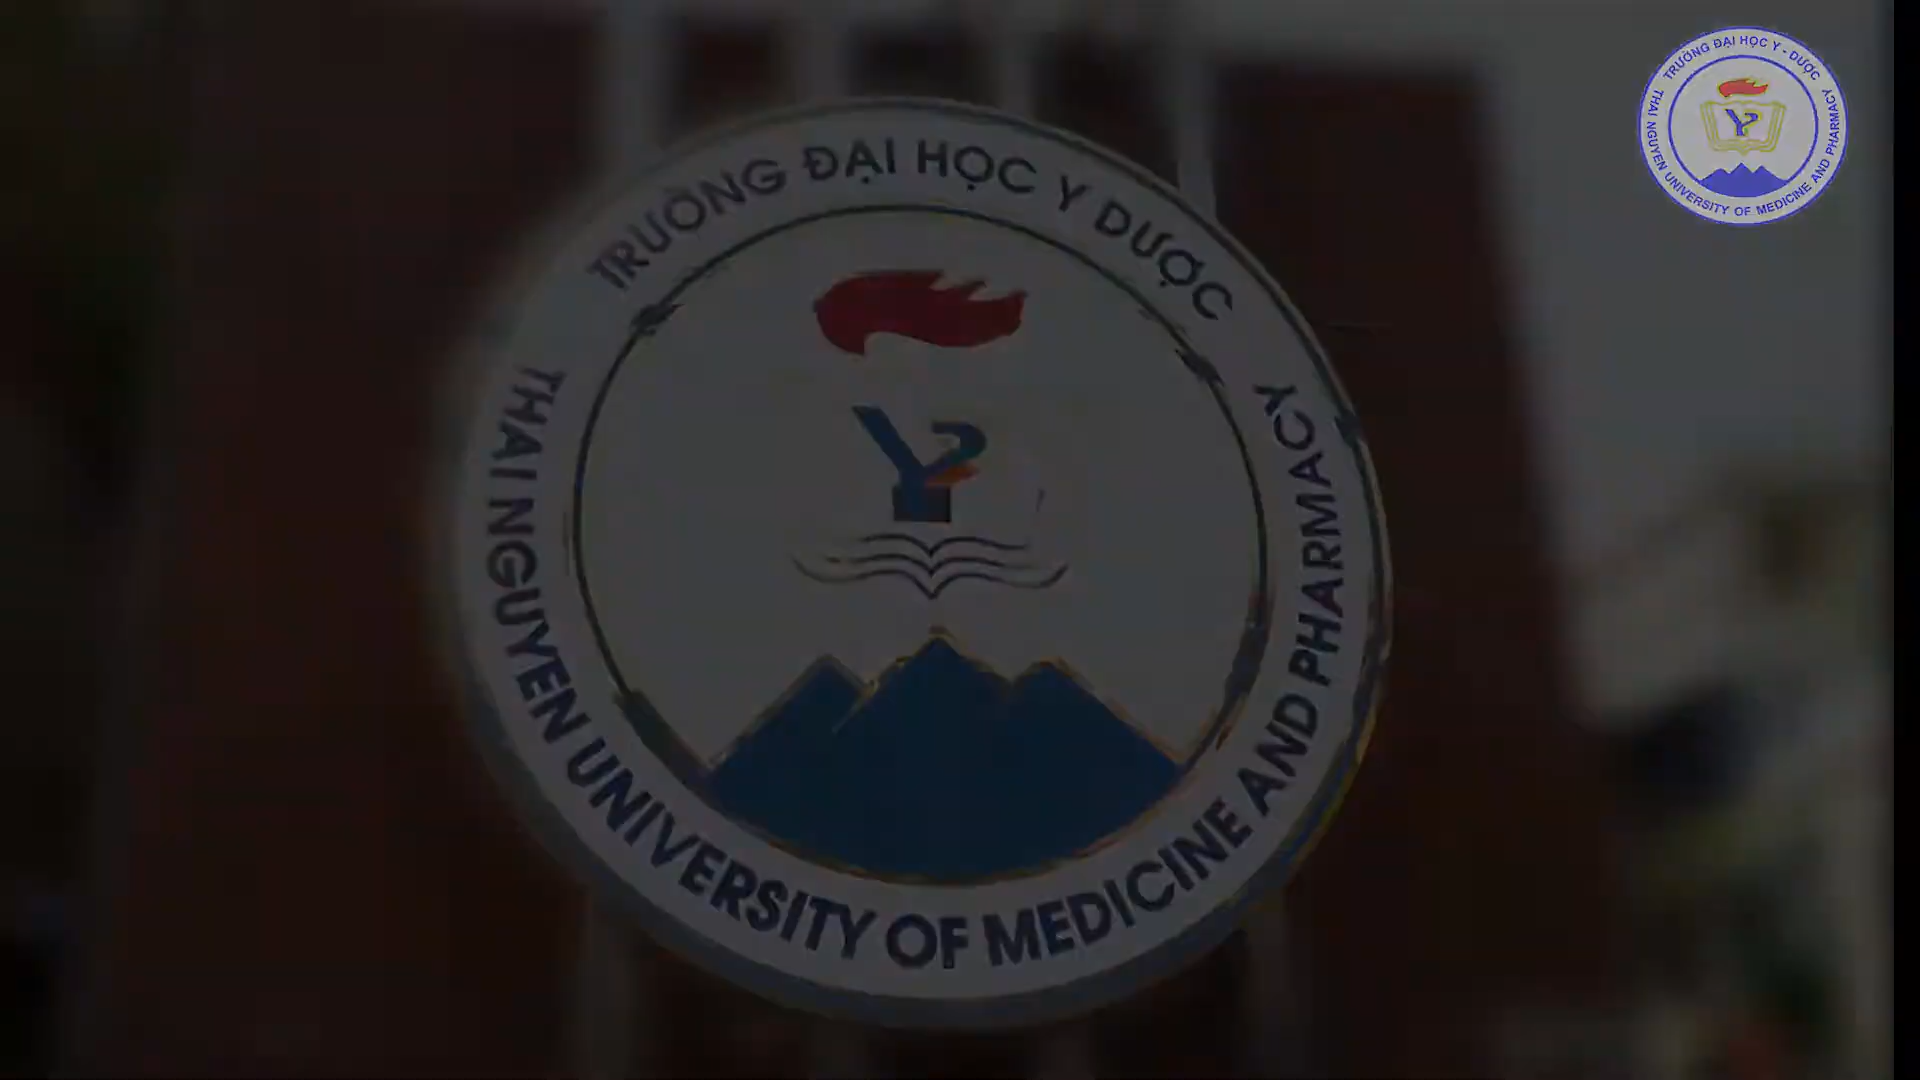 TRƯỜNG ĐẠI HỌC Y DƯỢC
THAI NGUYEN UNIVERSITY OF MEDICINE AND PHARMACY
TRƯỜNG ĐẠI HỌC Y - DƯỢC
THAI NGUYEN UNIVERSITY OF MEDICINE AND PHARMACY